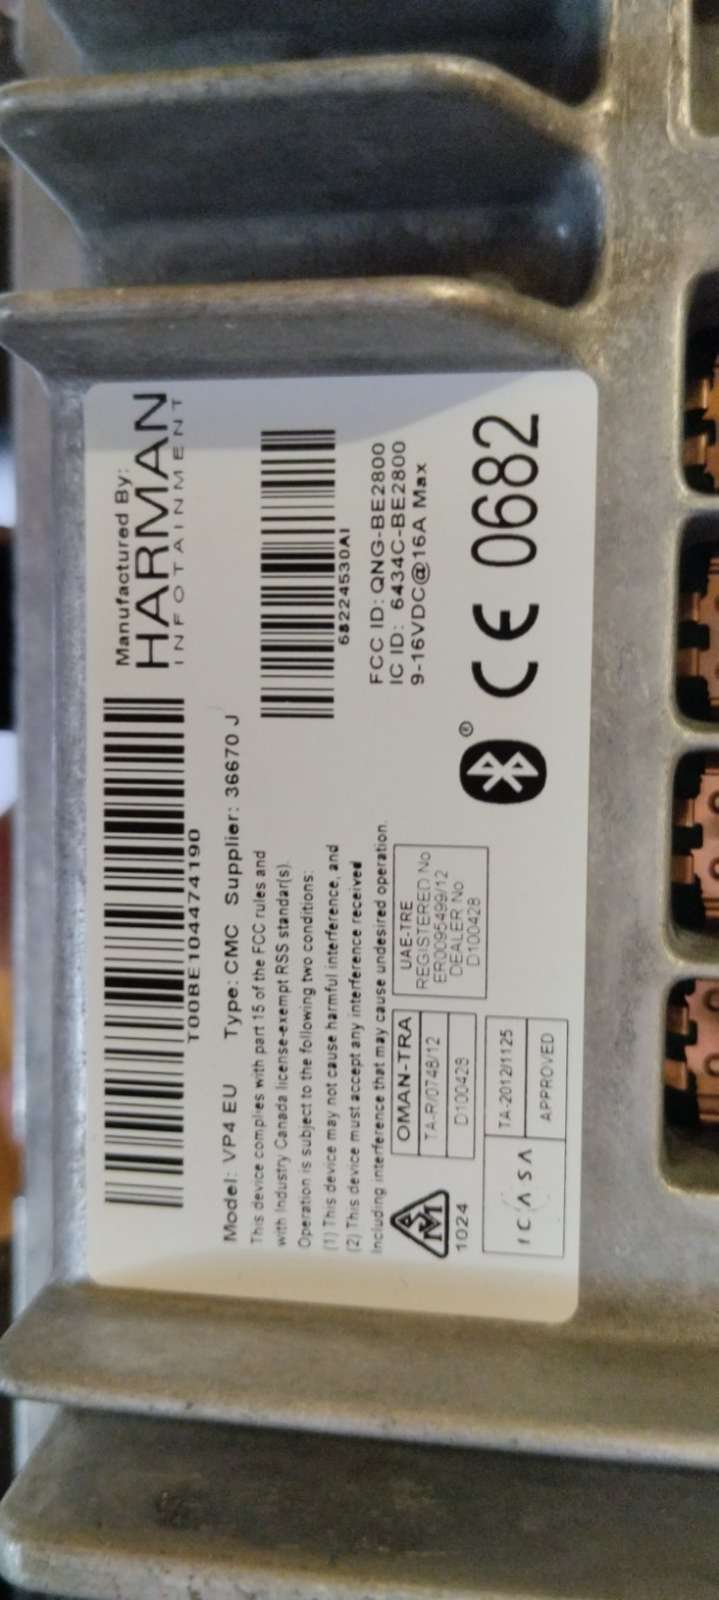 T00BE104474190
Manufactured By:
HARMAN
INFOTAINMENT
Model: VP4 EU Type: CMC Supplier: 36670 J
This device complies with part 15 of the FCC rules and
with Industry Canada license-exempt RSS standar(s).
Operation is subject to the following two conditions:
(1) This device may not cause harmful interference, and
(2) This device must accept any interference received
Including interference that may cause undesired operation.
68224530AI
FCC ID: QNG-BE2800
IC ID: 6434C-BE2800
9-16VDC@16A Max
1024
OMAN-TRA
TA-R/0748/12
D100428
UAE-TRE
REGISTERED No
ER0095499/12
DEALER No
D100428
® CE 0682
ICASA
TA-2012/1125
APPROVED